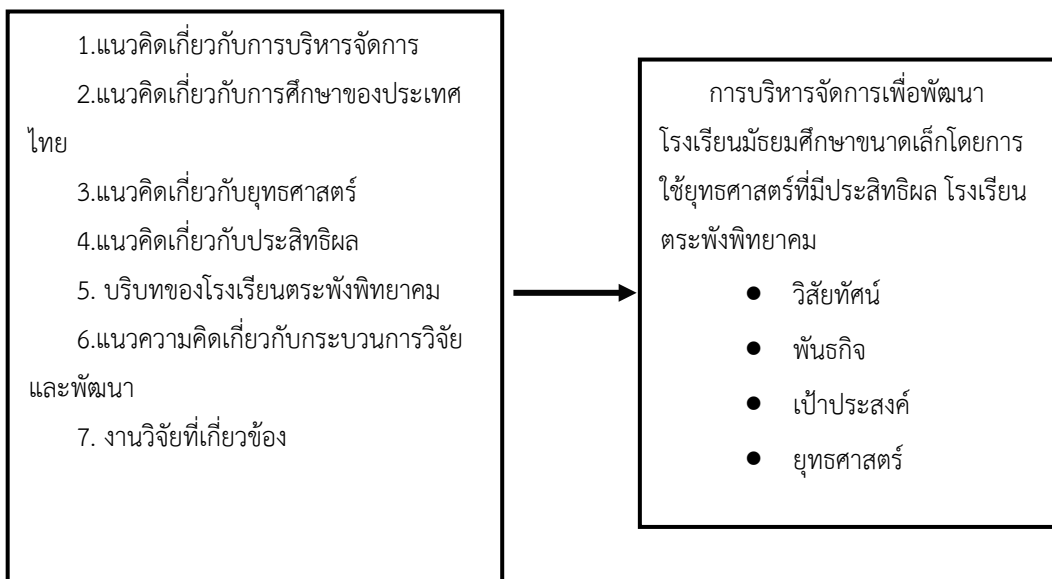 1.แนวคิดเกี่ยวกับการบริหารจัดการ
2.แนวคิดเกี่ยวกับการศึกษาของประเทศ
ไทย
3.แนวคิดเกี่ยวกับยุทธศาสตร์
4.แนวคิดเกี่ยวกับประสิทธิผล
5. บริบทของโรงเรียนตระพังพิทยาคม
6.แนวความคิดเกี่ยวกับกระบวนการวิจัย
และพัฒนา
7. งานวิจัยที่เกี่ยวข้อง
การบริหารจัดการเพื่อพัฒนา
โรงเรียนมัธยมศึกษาขนาดเล็กโดยการ
ใช้ยุทธศาสตร์ที่มีประสิทธิผล โรงเรียน
ตระพังพิทยาคม
● วิสัยทัศน์
● พันธกิจ
● เป้าประสงค์
● ยุทธศาสตร์